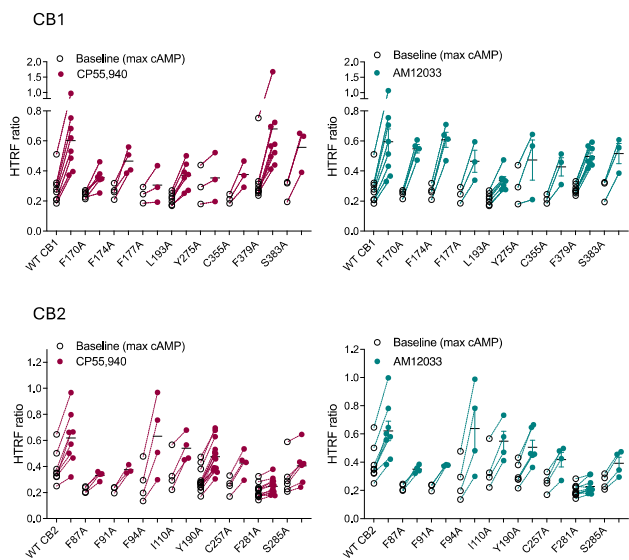 CB1
Baseline (max cAMP)
CP55,940
HTRF ratio
2.0
1.5
1.0
0.8
0.6
0.4
0.2
0.0
WT CB1
F170A
F174A
F177A
L193A
Y275A
C355A
F379A
S383A
Baseline (max cAMP)
AM12033
HTRF ratio
2.0
1.5
1.0
0.8
0.6
0.4
0.2
0.0
WT CB1
F170A
F174A
F177A
L193A
Y275A
C355A
F379A
S383A
CB2
Baseline (max cAMP)
CP55,940
HTRF ratio
1.2
1.0
0.8
0.6
0.4
0.2
0.0
WT CB2
F87A
F91A
F94A
I110A
Y190A
C257A
F281A
S285A
Baseline (max cAMP)
AM12033
HTRF ratio
1.2
1.0
0.8
0.6
0.4
0.2
0.0
WT CB2
F87A
F91A
F94A
I110A
Y190A
C257A
F281A
S285A